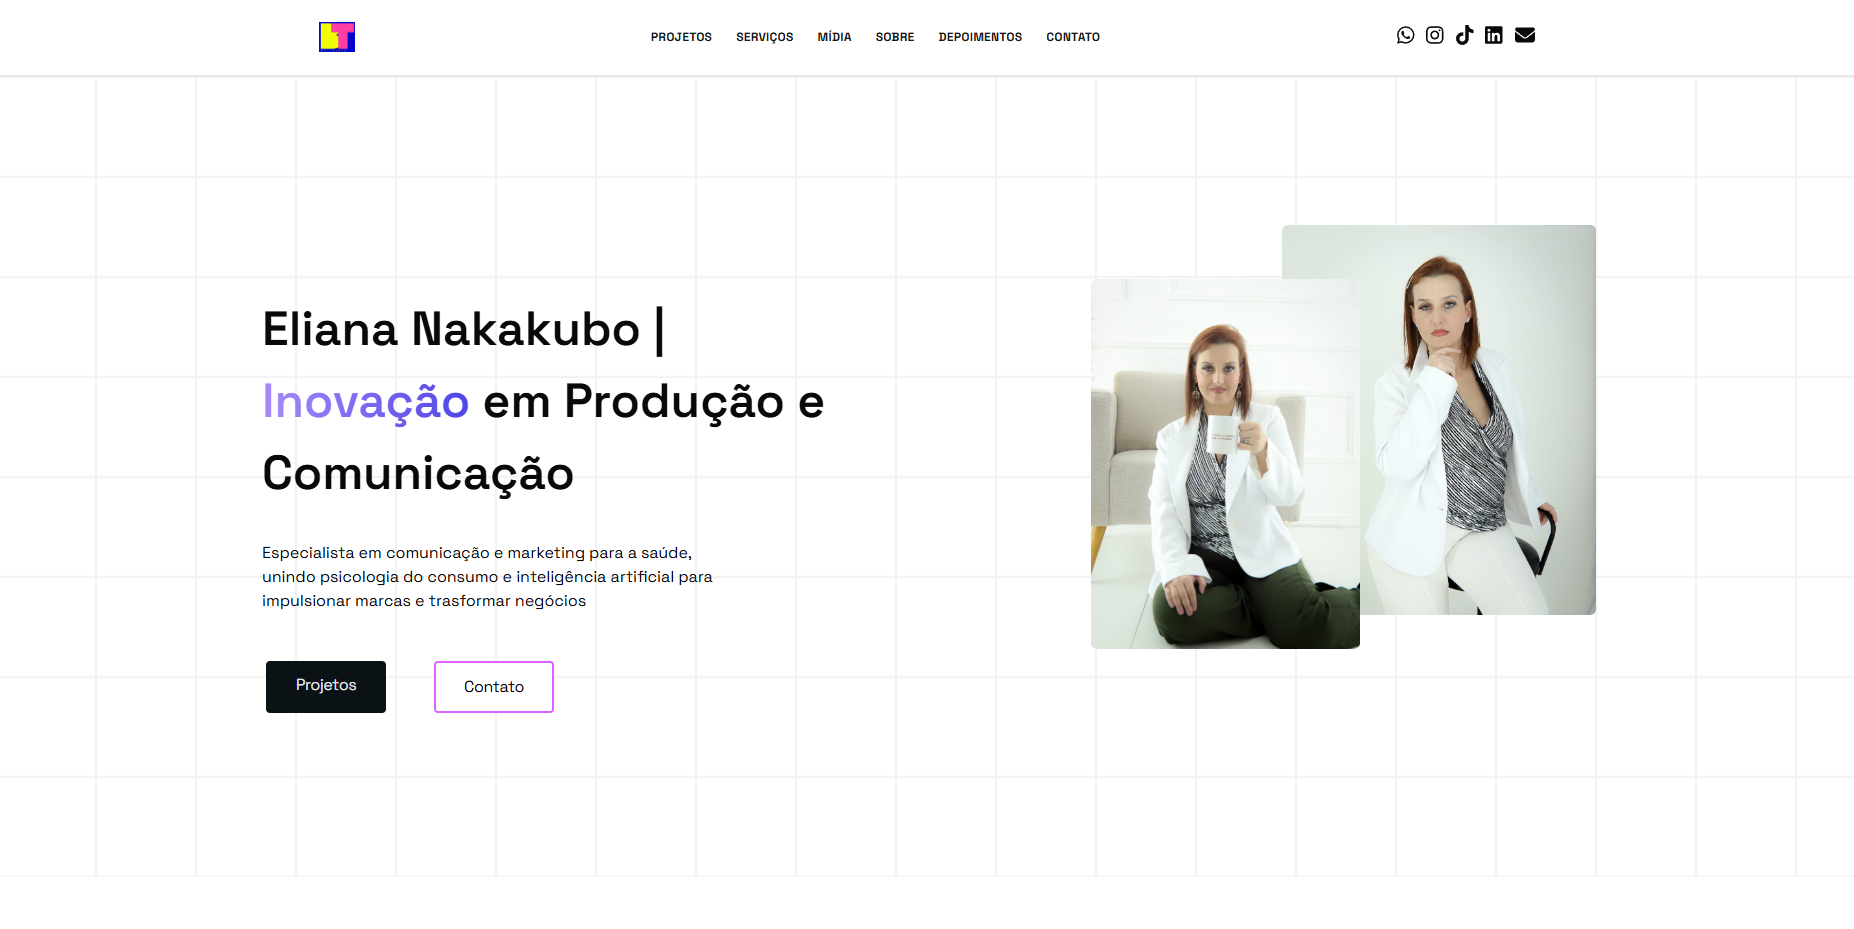 PROJETOS SERVIÇOS MÍDIA SOBRE DEPOIMENTOS CONTATO
Eliana Nakakubo |
Inovação em Produção e
Comunicação
Especialista em comunicação e marketing para a saúde,
unindo psicologia do consumo e inteligência artificial para
impulsionar marcas e trasformar negócios
Projetos Contato